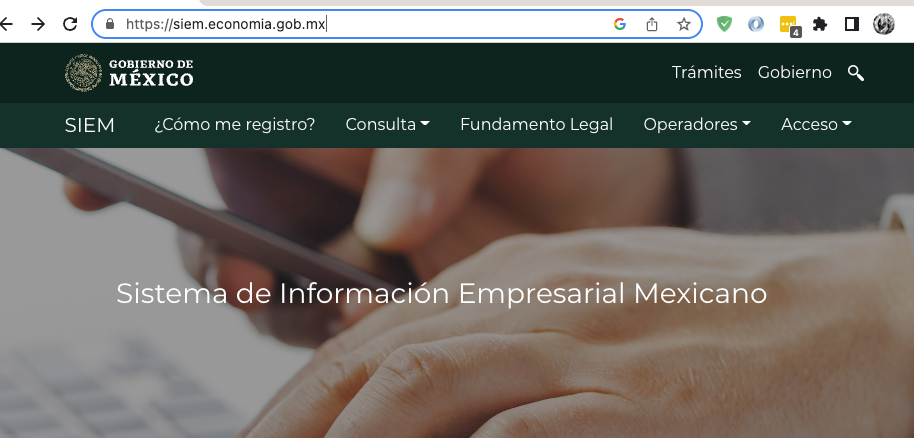 https://siem.economia.gob.mx
4
GOBIERNO DE
MÉXICO
Trámites Gobierno
SIEM ¿Cómo me registro? Consulta Fundamento Legal Operadores Acceso
Sistema de Información Empresarial Mexicano